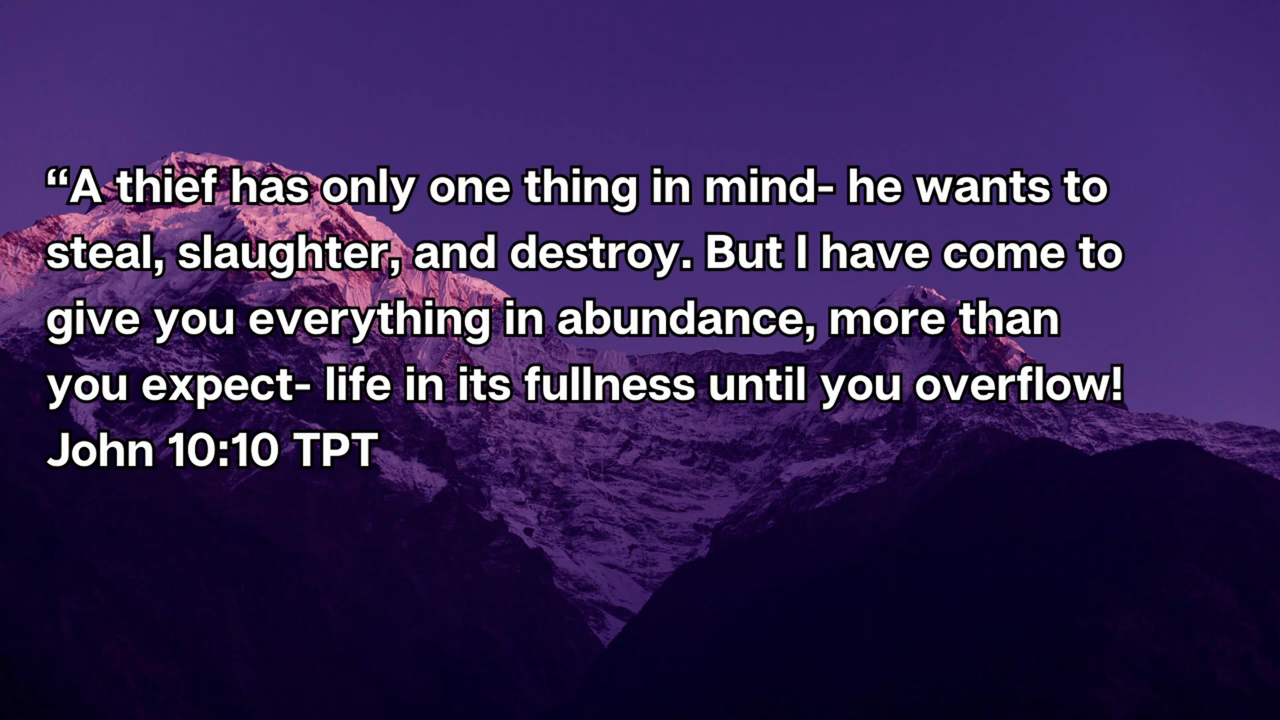 “A thief has only one thing in mind- he wants to
steal, slaughter, and destroy. But I have come to
give you everything in abundance, more than
you expect- life in its fullness until you overflow!
John 10:10 TPT